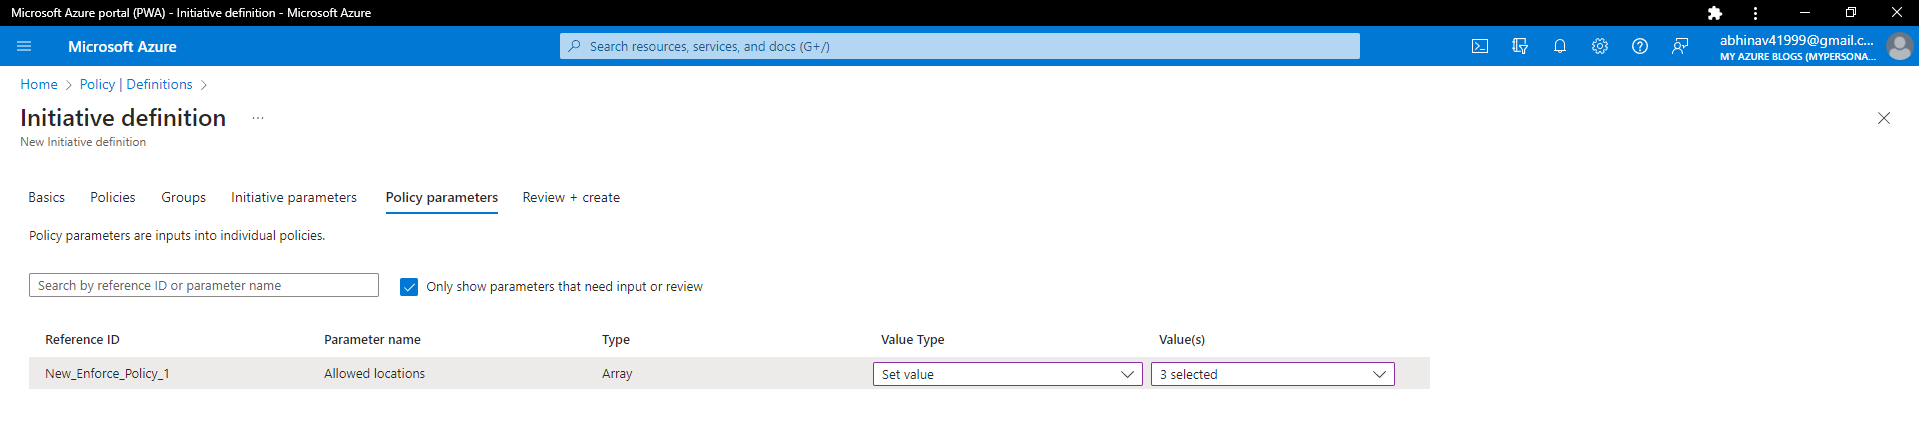 Microsoft Azure portal (PWA) - Initiative definition - Microsoft Azure
Microsoft Azure
Search resources, services, and docs (G+/)
abhinav41999@gmail.c...
MY AZURE BLOGS (MYPERSONA...
Home > Policy | Definitions >
Initiative definition ...
New Initiative definition
Basics Policies Groups Initiative parameters Policy parameters Review + create
Policy parameters are inputs into individual policies.
Search by reference ID or parameter name
Only show parameters that need input or review
Reference ID Parameter name Type Value Type Value(s)
New_Enforce_Policy_1 Allowed locations Array Set value 3 selected